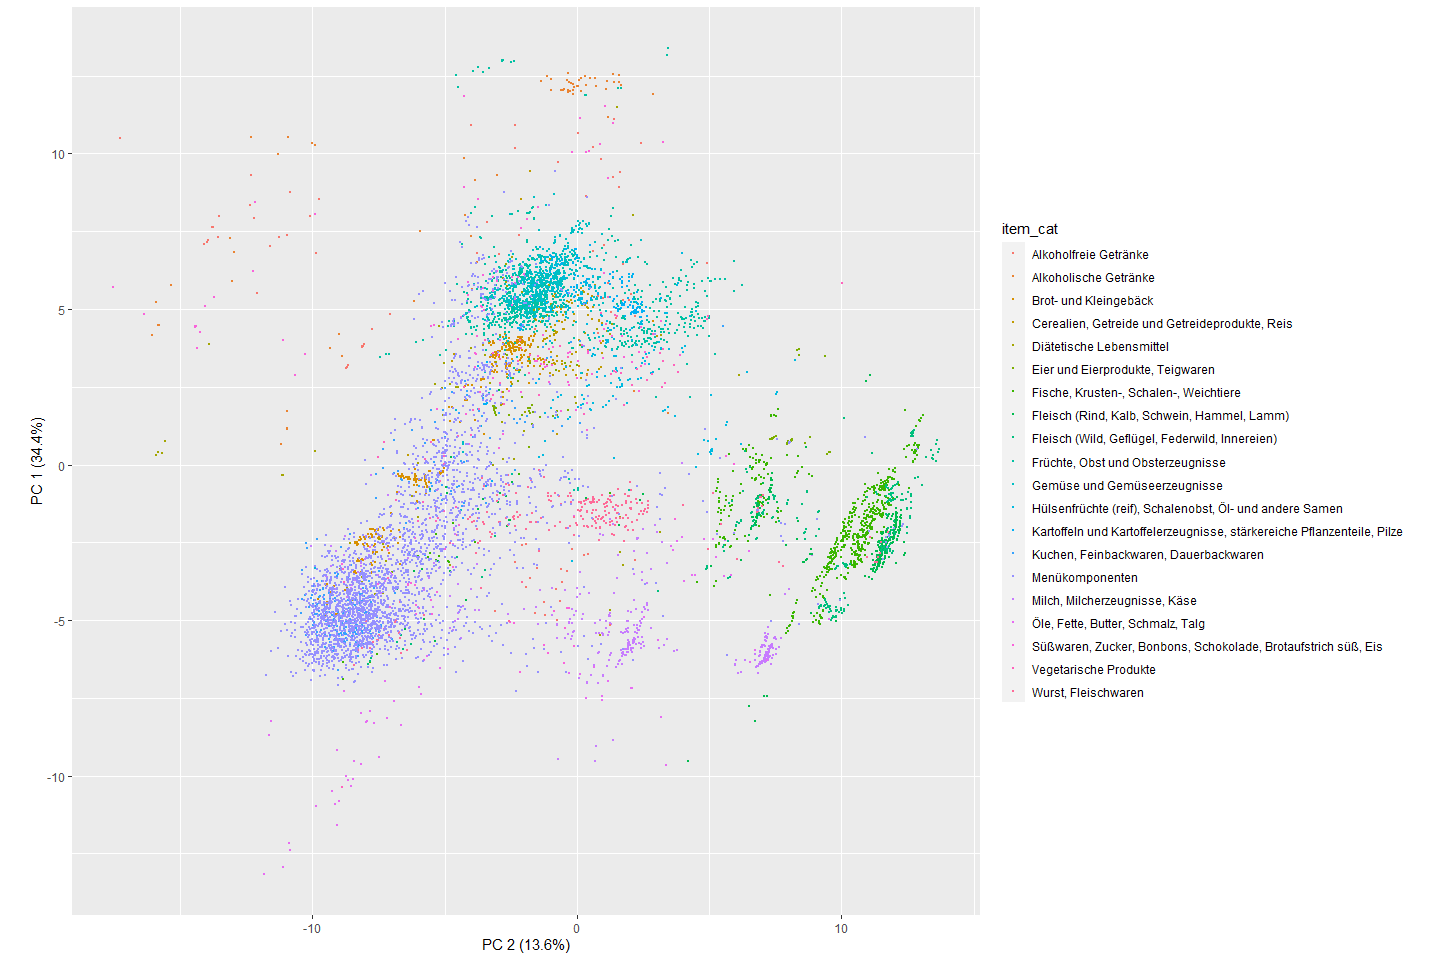 10
5
0
-5
-10
PC 1 (34.4%)
-10
0
10
PC 2 (13.6%)
item_cat
Alkoholfreie Getränke
Alkoholische Getränke
Brot- und Kleingebäck
Cerealien, Getreide und Getreideprodukte, Reis
Diätetische Lebensmittel
Eier und Eierprodukte, Teigwaren
Fische, Krusten-, Schalen-, Weichtiere
Fleisch (Rind, Kalb, Schwein, Hammel, Lamm)
Fleisch (Wild, Geflügel, Federwild, Innereien)
Früchte, Obst und Obsterzeugnisse
Gemüse und Gemüseerzeugnisse
Hülsenfrüchte (reif), Schalenobst, Öl- und andere Samen
Kartoffeln und Kartoffelerzeugnisse, stärkereiche Pflanzenteile, Pilze
Kuchen, Feinbackwaren, Dauerbackwaren
Menükomponenten
Milch, Milcherzeugnisse, Käse
Öle, Fette, Butter, Schmalz, Talg
Süßwaren, Zucker, Bonbons, Schokolade, Brotaufstrich süß, Eis
Vegetarische Produkte
Wurst, Fleischwaren